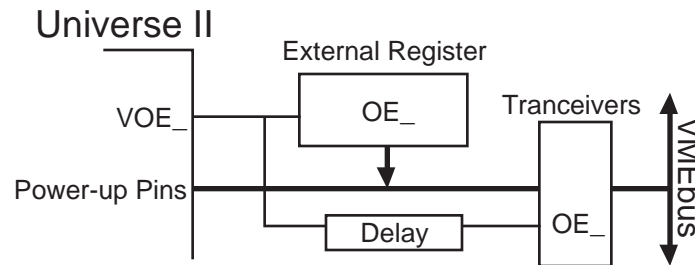 Universe II
External Register
OE_
Tranceivers
VOE_
VMEbus
Power-up Pins
OE_
Delay